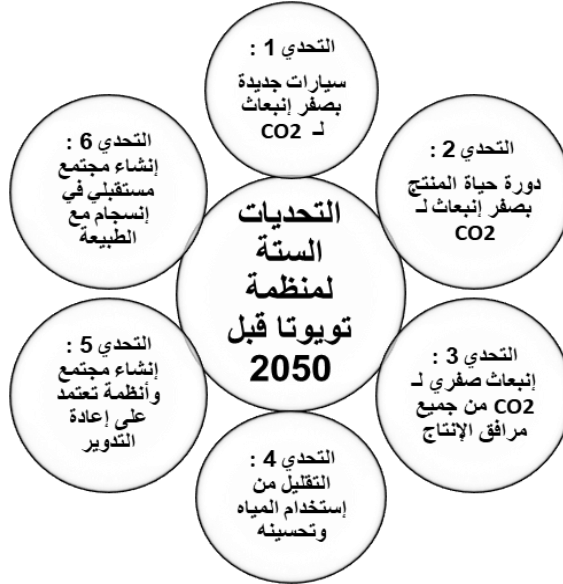 التحدي 1 :
سيارات جديدة
بصفر إنبعاث
لـ CO2
التحدي 2 :
دورة حياة المنتج
بصفر إنبعاث لـ
CO2
التحدي 3 :
إنبعاث صفري لـ
CO2 من جميع
مرافق الإنتاج
التحدي 4 :
التقليل من
إستخدام المياه
وتحسينه
التحدي 5 :
إنشاء مجتمع
وأنظمة تعتمد
على إعادة
التدوير
التحدي 6 :
إنشاء مجتمع
مستقبلي في
إنسجام مع
الطبيعة
التحديات
الستة
لمنظمة
تويوتا قبل
2050